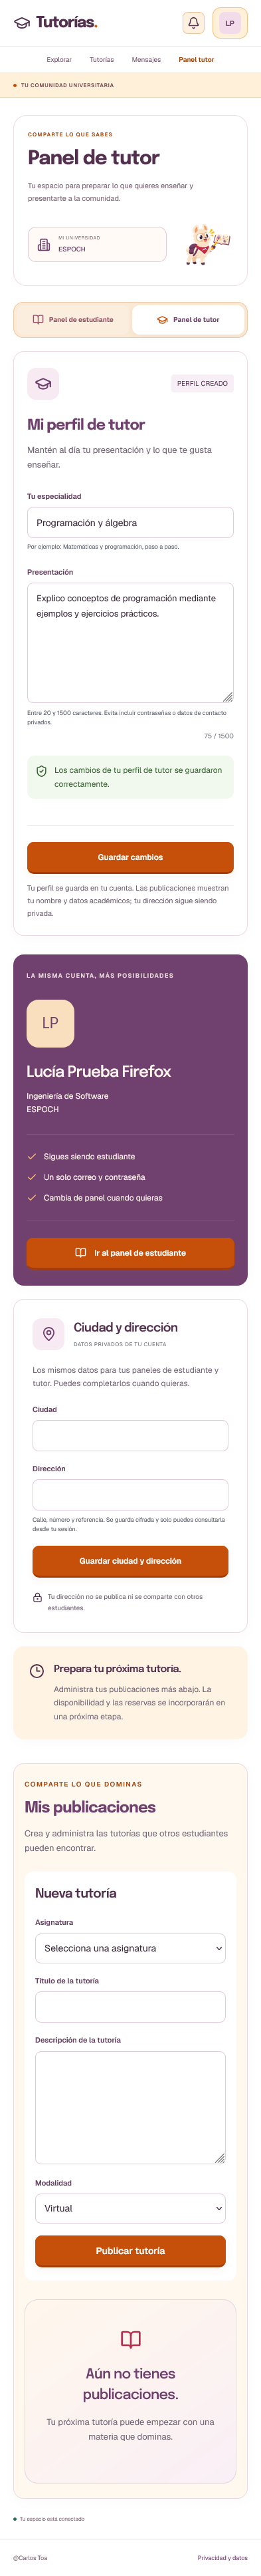 Tutorías.
LP
Explorar Tutorías Mensajes Panel tutor
TU COMUNIDAD UNIVERSITARIA
COMPARTE LO QUE SABES
Panel de tutor
Tu espacio para preparar lo que quieres enseñar y
presentarte a la comunidad.
MI UNIVERSIDAD
ESPOCH
Panel de estudiante Panel de tutor
PERFIL CREADO
Mi perfil de tutor
Mantén al día tu presentación y lo que te gusta
enseñar.
Tu especialidad
Programación y álgebra
Por ejemplo: Matemáticas y programación, paso a paso.
Presentación
Explico conceptos de programación mediante
ejemplos y ejercicios prácticos.
Entre 20 y 1500 caracteres. Evita incluir contraseñas o datos de contacto
privados.
75 / 1500
Los cambios de tu perfil de tutor se guardaron
correctamente.
Guardar cambios
Tu perfil se guarda en tu cuenta. Las publicaciones muestran
tu nombre y datos académicos; tu dirección sigue siendo
privada.
LA MISMA CUENTA, MÁS POSIBILIDADES
LP
Lucía Prueba Firefox
Ingeniería de Software
ESPOCH
Sigues siendo estudiante
Un solo correo y contraseña
Cambia de panel cuando quieras
Ir al panel de estudiante
Ciudad y dirección
DATOS PRIVADOS DE TU CUENTA
Los mismos datos para tus paneles de estudiante y
tutor. Puedes completarlos cuando quieras.
Ciudad
Dirección
Calle, número y referencia. Se guarda cifrada y solo puedes consultarla
desde tu sesión.
Guardar ciudad y dirección
Tu dirección no se publica ni se comparte con otros
estudiantes.
Prepara tu próxima tutoría.
Administra tus publicaciones más abajo. La
disponibilidad y las reservas se incorporarán en
una próxima etapa.
COMPARTE LO QUE DOMINAS
Mis publicaciones
Crea y administra las tutorías que otros estudiantes
pueden encontrar.
Nueva tutoría
Asignatura
Selecciona una asignatura
Título de la tutoría
Descripción de la tutoría
Modalidad
Virtual
Publicar tutoría
Aún no tienes
publicaciones.
Tu próxima tutoría puede empezar con una
materia que dominas.
Tu espacio está conectado
@Carlos Toa Privacidad y datos